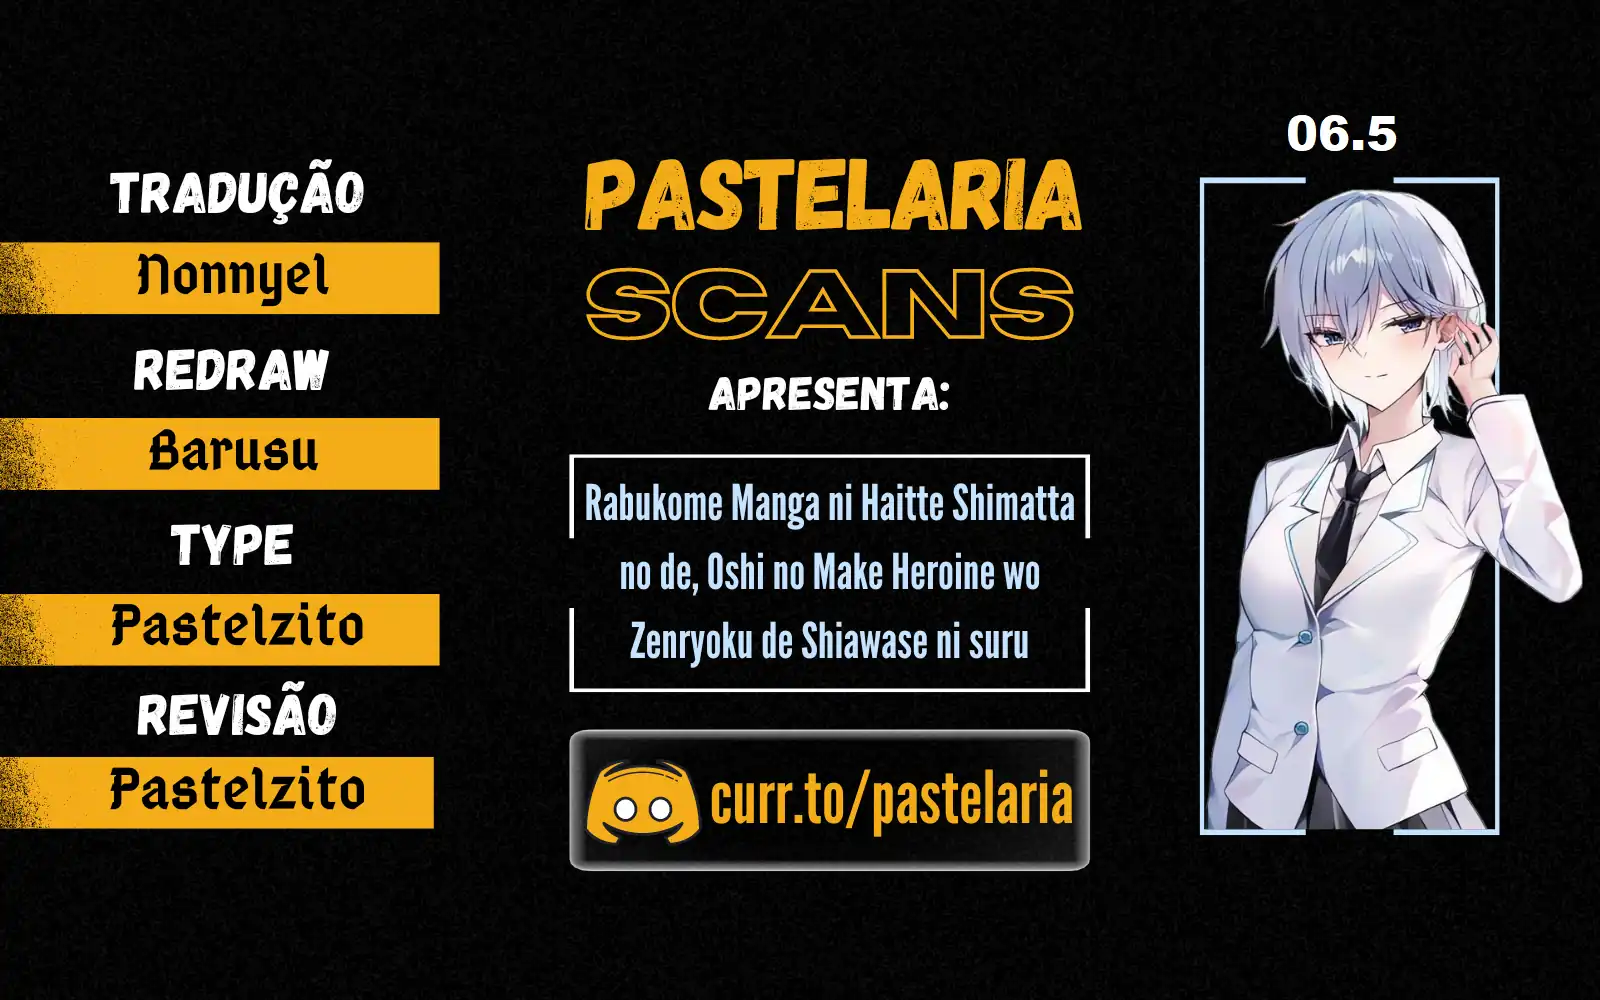 TRADUÇÃO
Nonnyel
REDRAW
Barusu
TYPE
Pastelzito
REVISÃO
Pastelzito
PASTELARIA
SCANS
APRESENTA:
Rabukome Manga ni Haitte Shimatta
no de, Oshi no Make Heroine wo
Zenryoku de Shiawase ni suru
curr.to/pastelaria
06.5